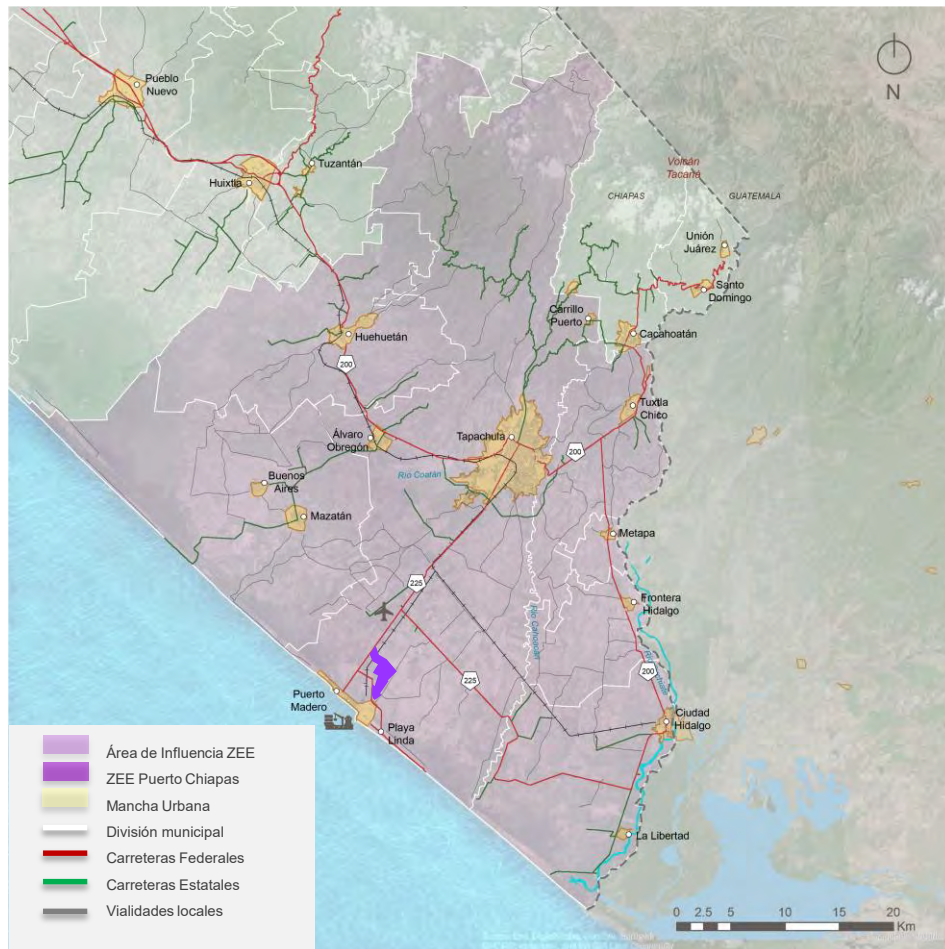 Pueblo
Nuevo
N
Tuzantán
Huixtla
Volcán
Tacaná
CHIAPAS
GUATEMALA
Unión
Juárez
Santo
Domingo
Carrillo
Puerto
Cacahoatán
Huehuetán
200
Tuxtla
Chico
Álvaro
Obregón
Tapachula
200
Río Coatán
Buenos
Aires
Mazatán
Metapa
225
Frontera
Hidalgo
Río Cahoacán
200
225
Puerto
Madero
Ciudad
Hidalgo
Playa
Linda
La Libertad
Área de Influencia ZEE
ZEE Puerto Chiapas
Mancha Urbana
División municipal
Carreteras Federales
Carreteras Estatales
Vialidades locales
0 2.5 5 10 15 20
Km